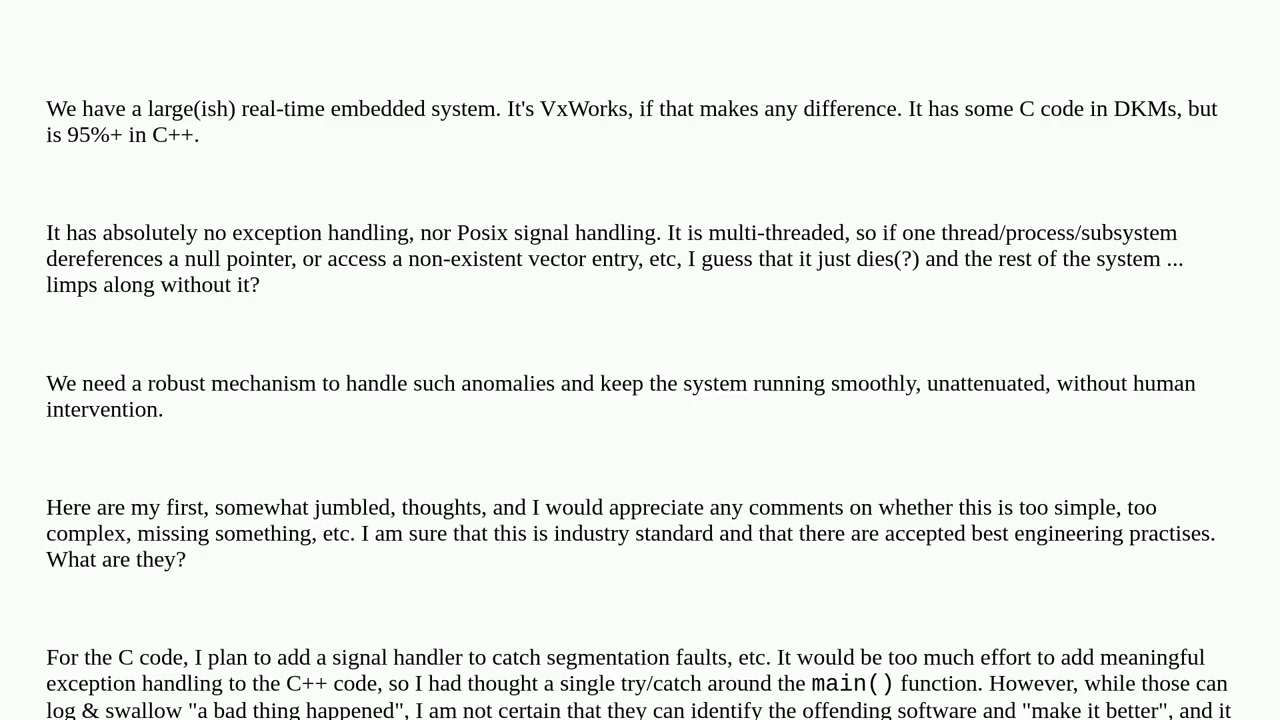 We have a large(ish) real-time embedded system. It's VxWorks, if that makes any difference. It has some C code in DKMs, but
is 95%+ in C++.
It has absolutely no exception handling, nor Posix signal handling. It is multi-threaded, so if one thread/process/subsystem
dereferences a null pointer, or access a non-existent vector entry, etc, I guess that it just dies(?) and the rest of the system ...
limps along without it?
We need a robust mechanism to handle such anomalies and keep the system running smoothly, unattenuated, without human
intervention.
Here are my first, somewhat jumbled, thoughts, and I would appreciate any comments on whether this is too simple, too
complex, missing something, etc. I am sure that this is industry standard and that there are accepted best engineering practises.
What are they?
For the C code, I plan to add a signal handler to catch segmentation faults, etc. It would be too much effort to add meaningful
exception handling to the C++ code, so I had thought a single try/catch around the main() function. However, while those can
log & swallow "a bad thing happened", I am not certain that they can identify the offending software and "make it better", and it